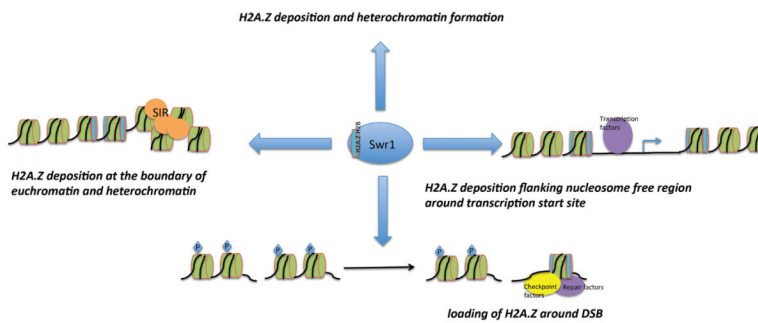 H2A.Z deposition and heterochromatin formation
SIR
H2A.Z H2B
Swr1
Trancription
factors
H2A.Z deposition at the boundary of
euchromatin and heterochromatin
H2A.Z deposition flanking nucleosome free region
around transcription start site
P
P
P
P
P
P
Checkpoint
factors
Repair factors
loading of H2A.Z around DSB